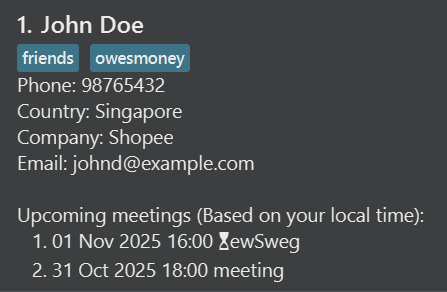 1. John Doe
friends owesmoney
Phone: 98765432
Country: Singapore
Company: Shopee
Email: johnd@example.com
Upcoming meetings (Based on your local time):
1. 01 Nov 2025 16:00 ⌛ewSweg
2. 31 Oct 2025 18:00 meeting